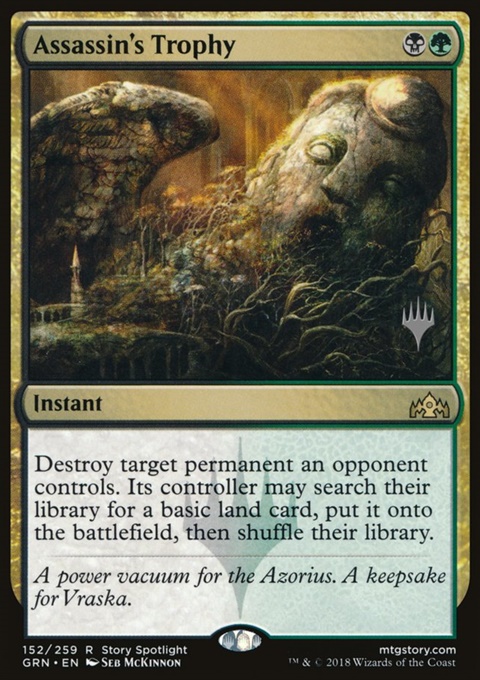 Assassin's Trophy
Instant
Destroy target permanent an opponent
controls. Its controller may search their
library for a basic land card, put it onto
the battlefield, then shuffle their library.
A power vacuum for the Azorius. A keepsake
for Vraska.
152/259 R Story Spotlight
mtgstory.com
GRN • EN Seb McKinnon
™ & © 2018 Wizards of the Coast